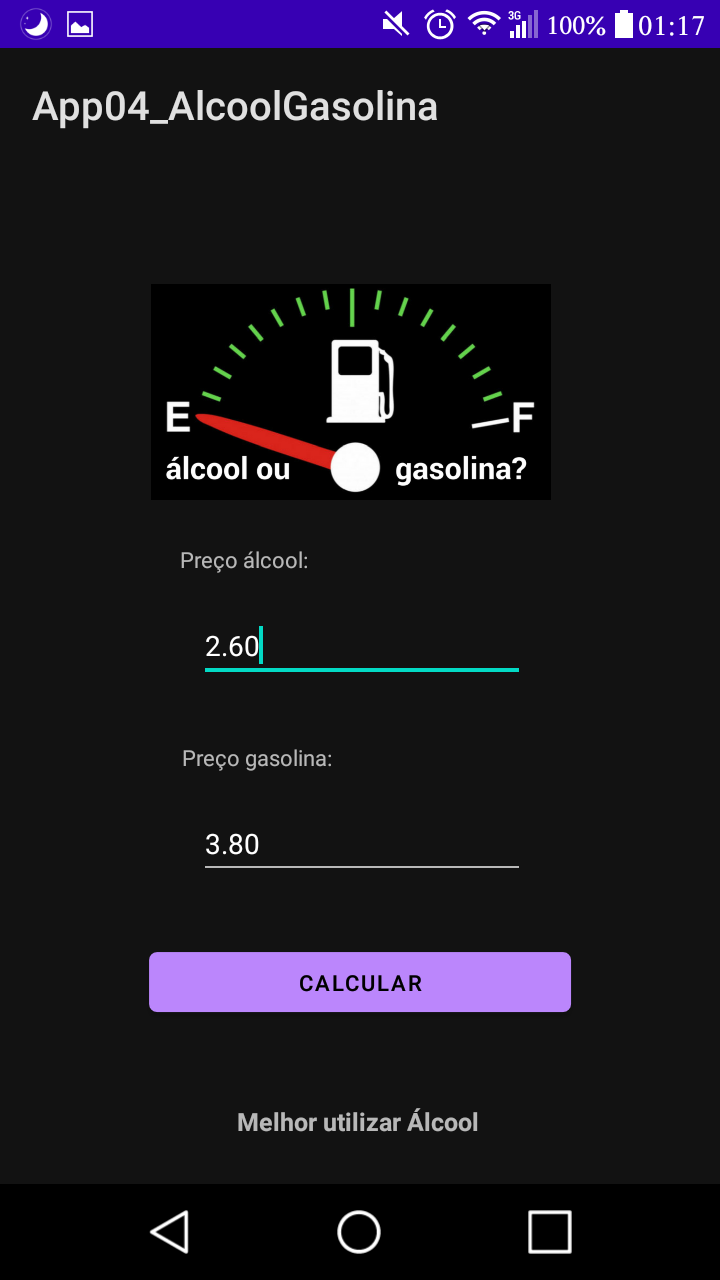 3G 100% 01:17
App04_AlcoolGasolina
E F
álcool ou gasolina?
Preço álcool:
2.60
Preço gasolina:
3.80
CALCULAR
Melhor utilizar Álcool